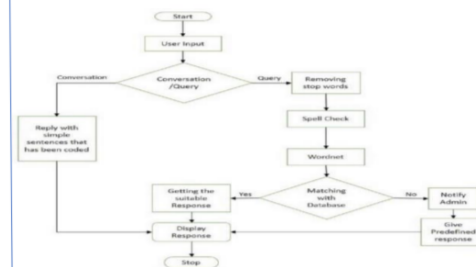 Start
User Input
Conversation
Conversation
/Query
Query
Removing
stop words
Reply with
simple
sentences that
has been coded
Spell Check
Wordnet
Getting the
suitable
Response
Yes
Matching
with
Database
No
Notify
Admin
Display
Response
Give
Predefined
response
Stop